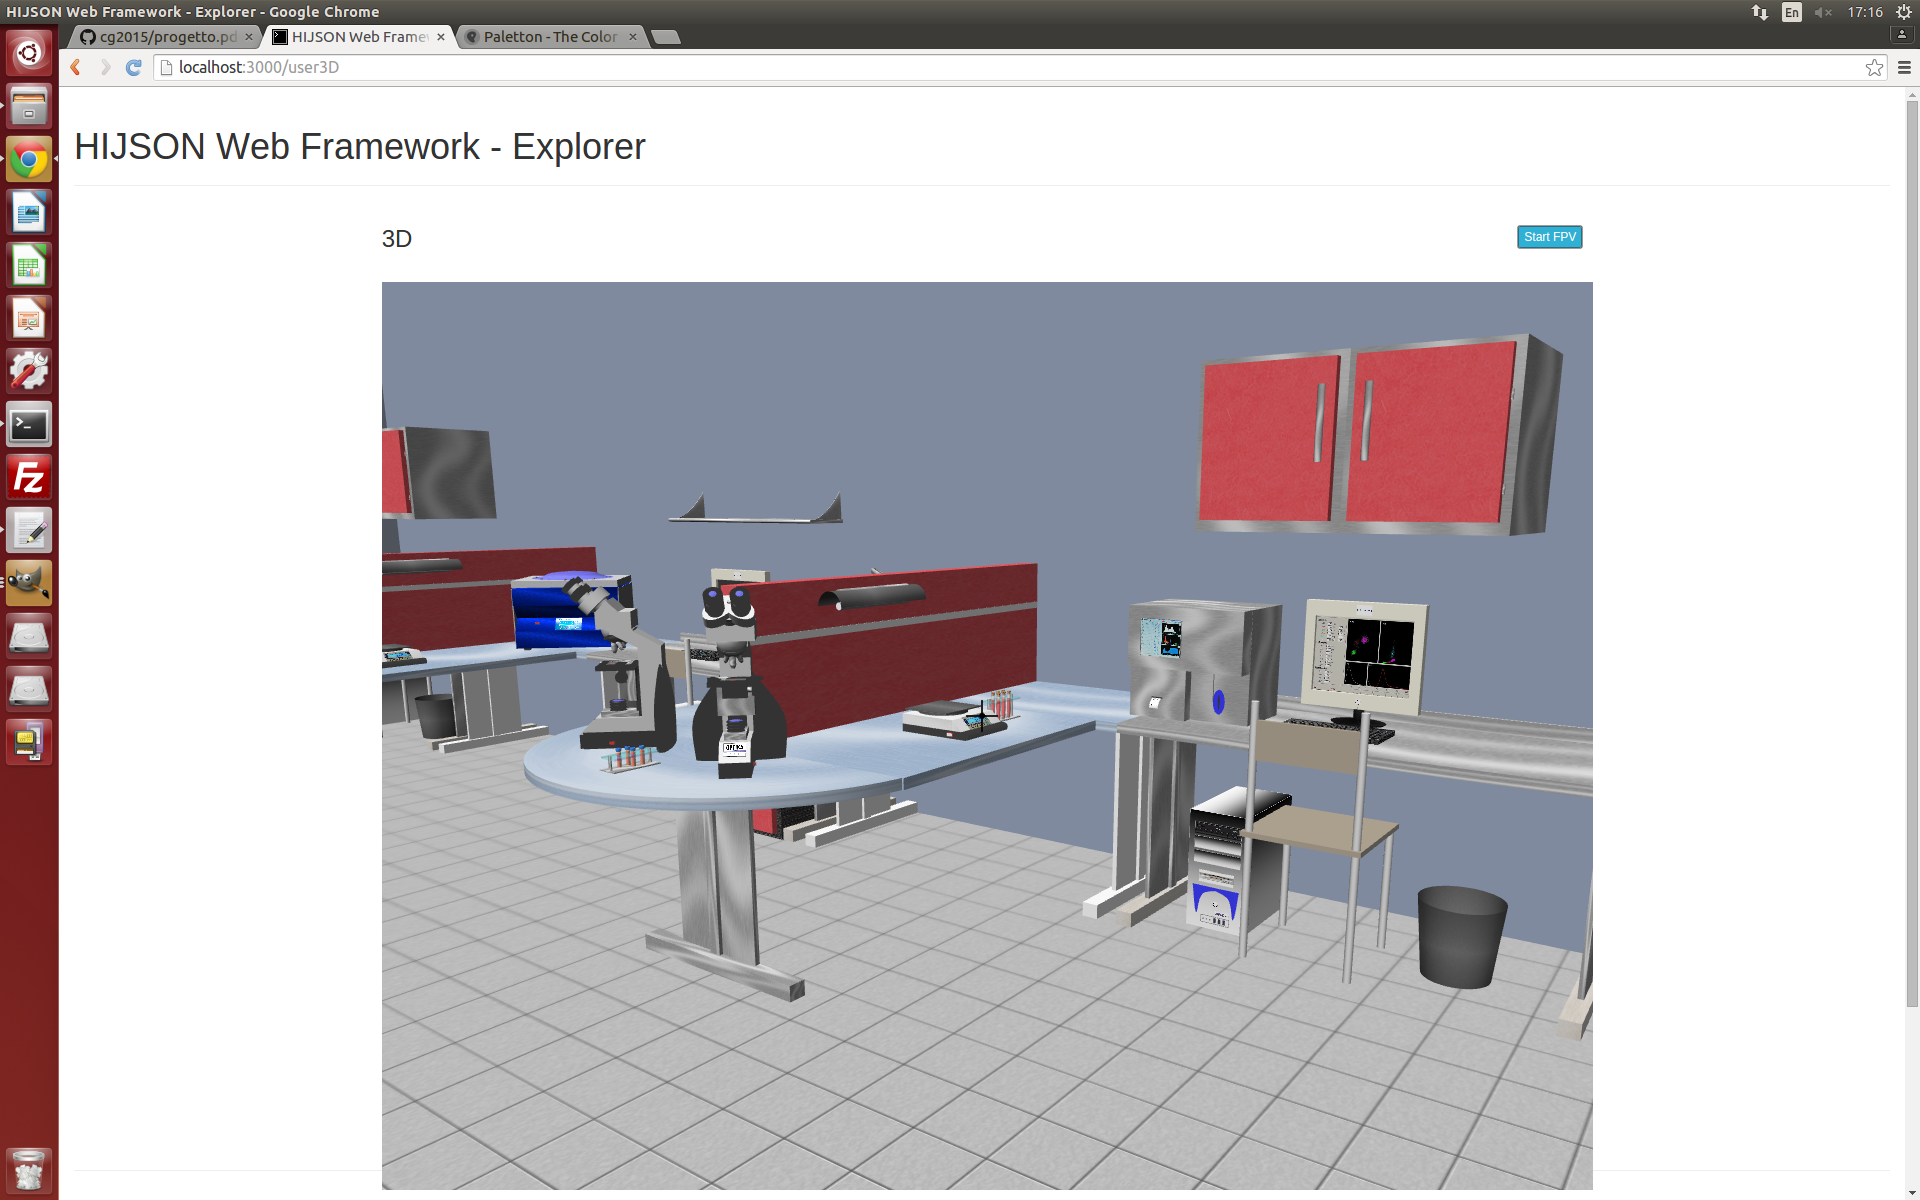 HIJSON Web Framework - Explorer - Google Chrome
En
17:16
cg2015/progetto.pd
HIJSON Web Frame
Paletton - The Color
localhost:3000/user3D
HIJSON Web Framework - Explorer
3D
Start FPV
OPTIKA